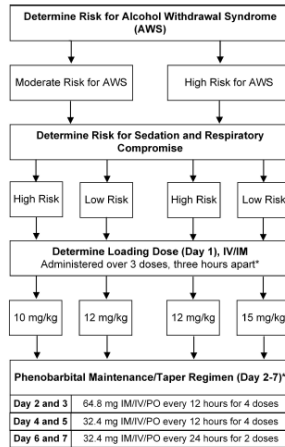 Determine Risk for Alcohol Withdrawal Syndrome
(AWS)
Moderate Risk for AWS
High Risk for AWS
Determine Risk for Sedation and Respiratory
Compromise
High Risk
Low Risk
High Risk
Low Risk
Determine Loading Dose (Day 1), IV/IM
Administered over 3 doses, three hours apart*
10 mg/kg
12 mg/kg
12 mg/kg
15 mg/kg
Phenobarbital Maintenance/Taper Regimen (Day 2-7)*
Day 2 and 3 64.8 mg IM/IV/PO every 12 hours for 4 doses
Day 4 and 5 32.4 mg IM/IV/PO every 12 hours for 4 doses
Day 6 and 7 32.4 mg IM/IV/PO every 24 hours for 2 doses